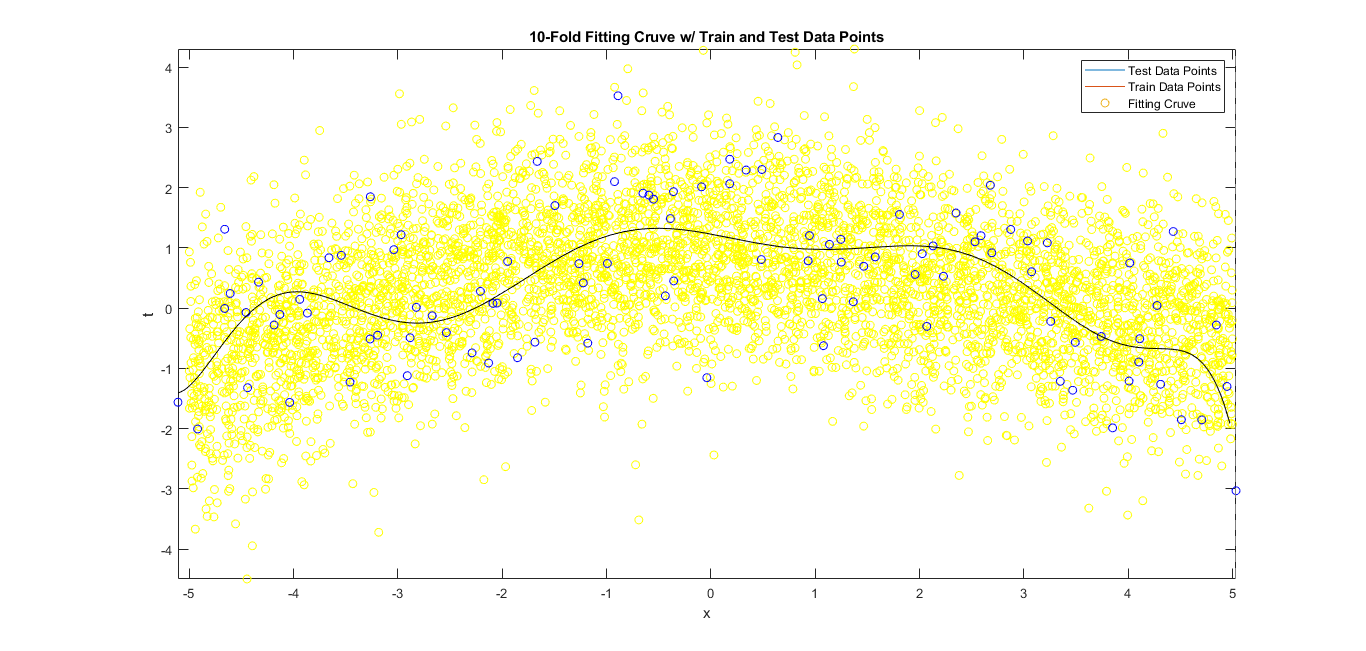 10-Fold Fitting Cruve w/ Train and Test Data Points
Test Data Points
Train Data Points
Fitting Cruve
4
3
2
1
0
-1
-2
-3
-4
t
-5 -4 -3 -2 -1 0 1 2 3 4 5
x